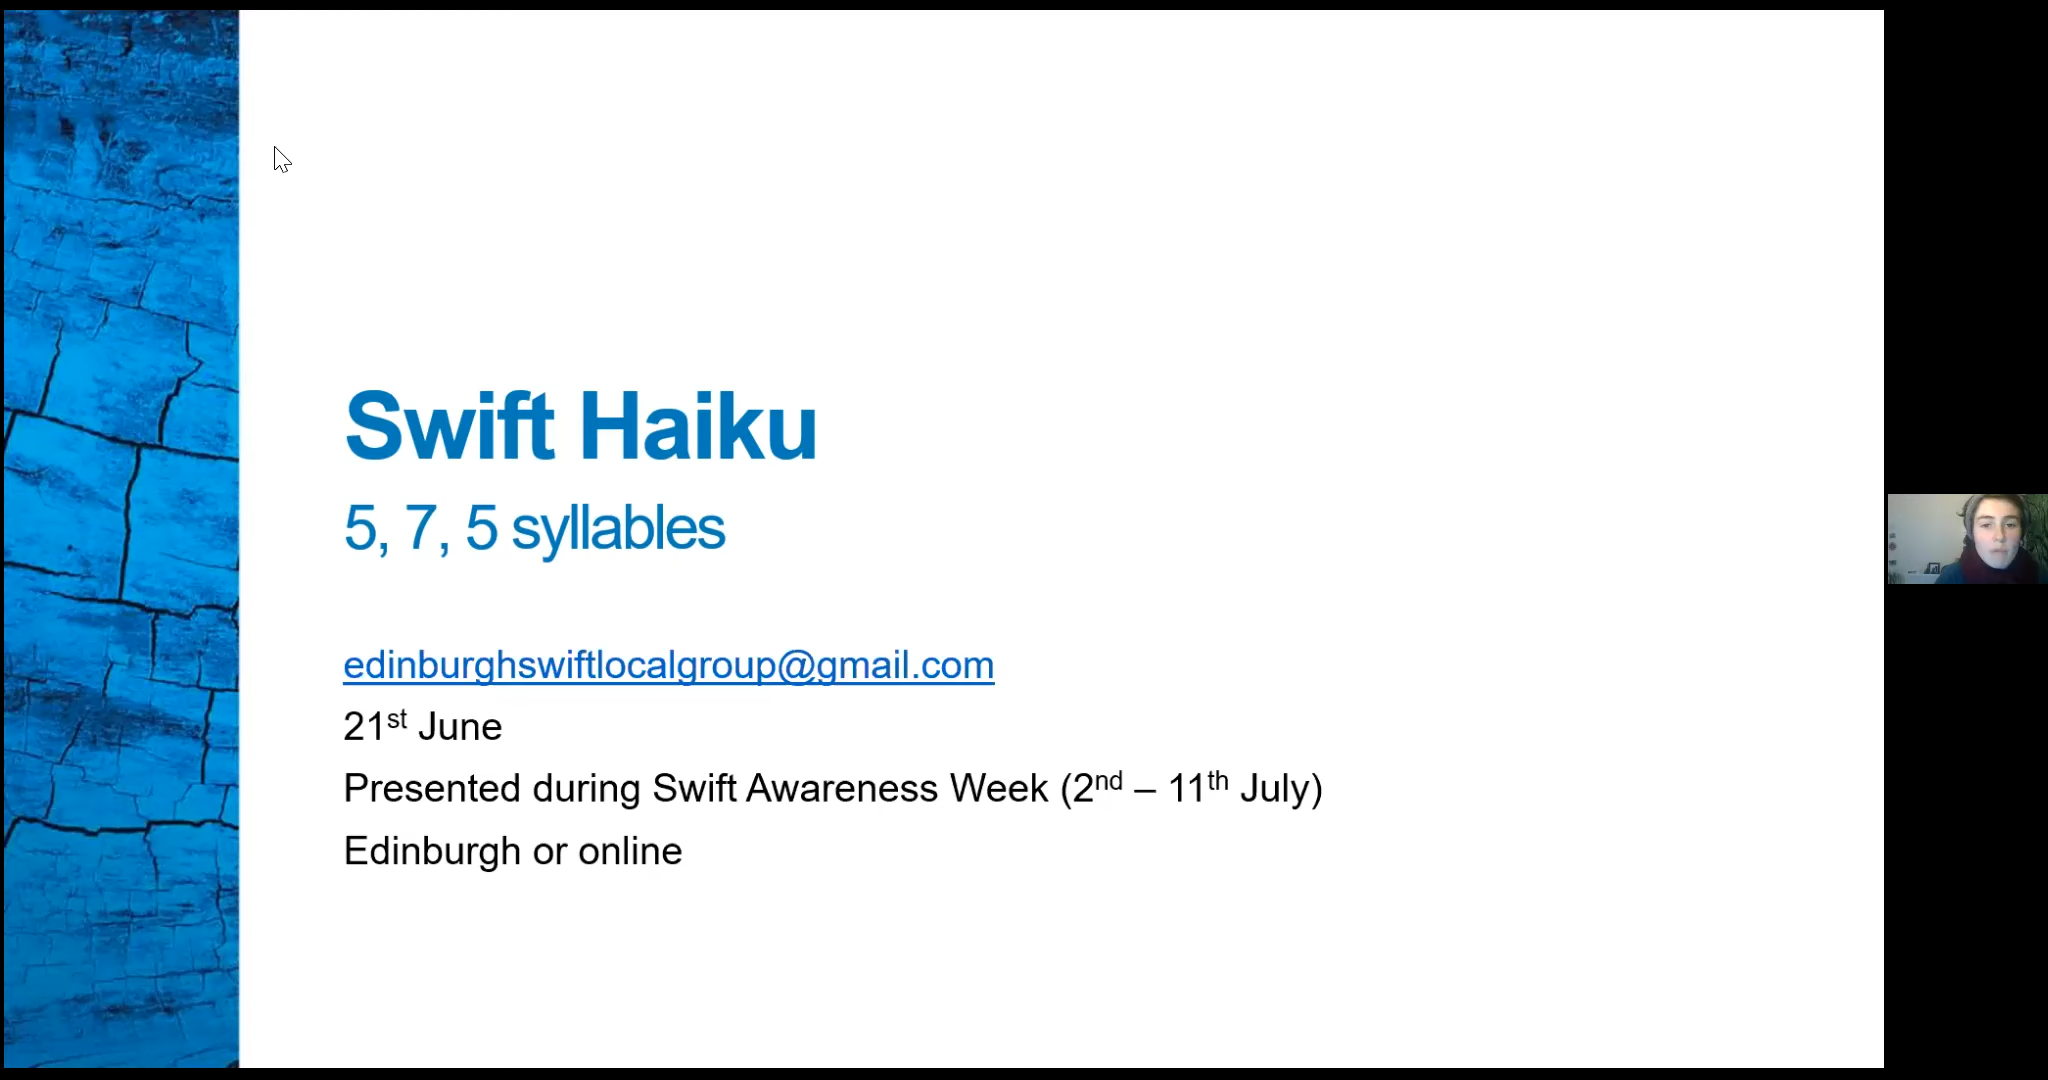 Swift Haiku
5, 7, 5 syllables
edinburghswiftlocalgroup@gmail.com
21st June
Presented during Swift Awareness Week (2nd – 11th July)
Edinburgh or online